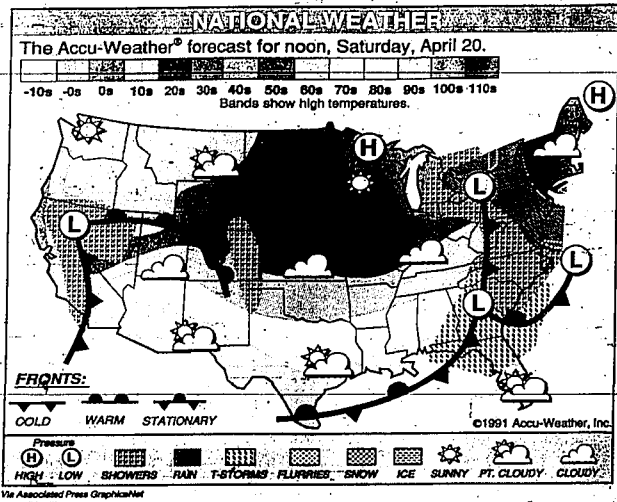 NATIONAL WEATHER
The Accu-Weather® forecast for noon, Saturday, April 20.
-10s -0s 0s 10s 20s 30s 40s 50s 60s 70s 80s 90s 100s 110s
Bands show high temperatures.
H
H
L
L
L
L
FRONTS:
COLD WARM STATIONARY
©1991 Accu-Weather, Inc.
Pressure
H L
HIGH LOW SHOWERS RAIN T-STORMS FLURRIES SNOW ICE SUNNY PT. CLOUDY CLOUDY
Via Associated Press GraphicsNet